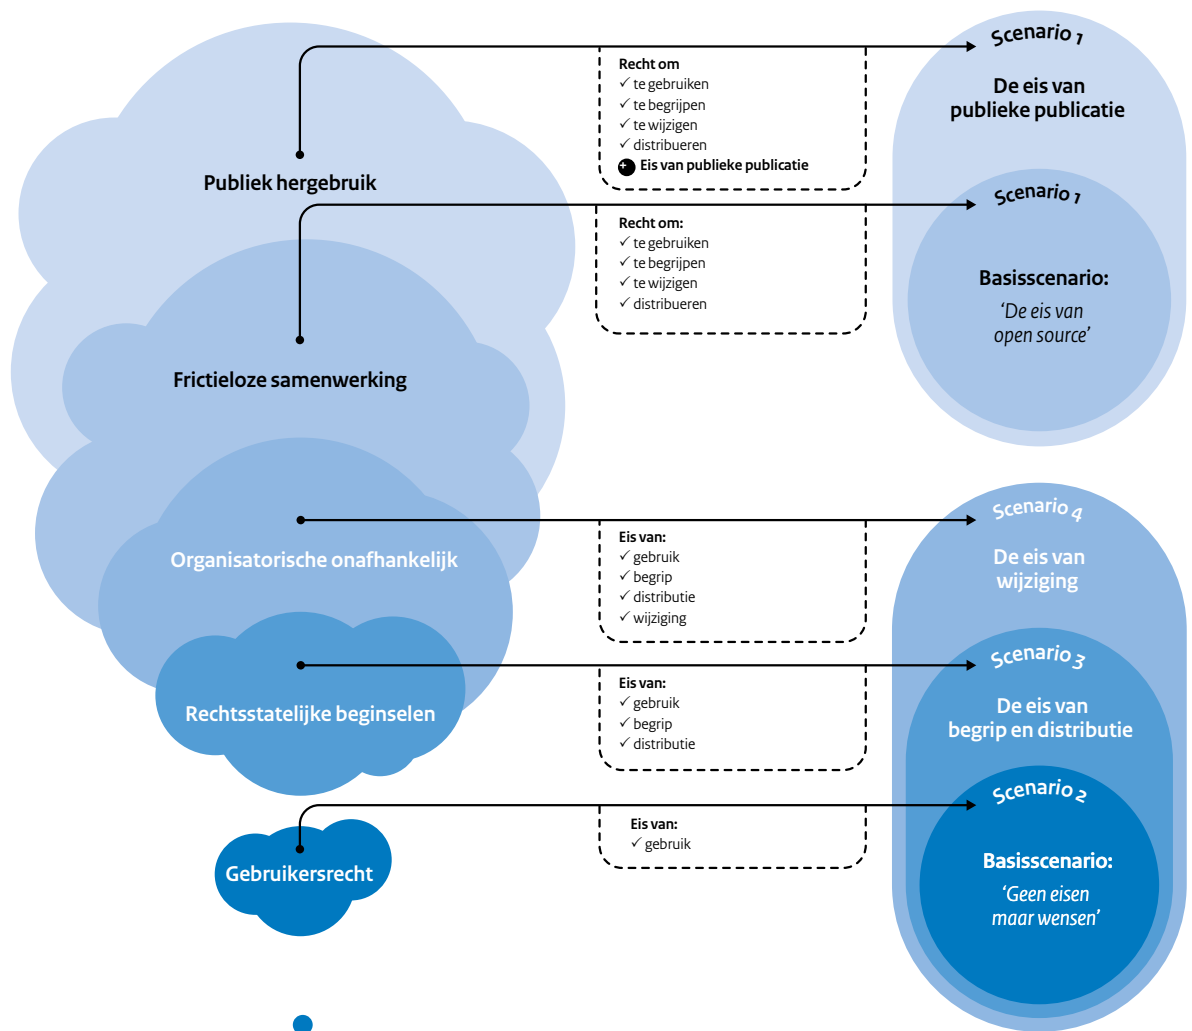 Scenario 1
De eis van
publieke publicatie
Recht om
✓ te gebruiken
✓ te begrijpen
✓ te wijzigen
✓ distribueren
+ Eis van publieke publicatie
Publiek hergebruik
Scenario 1
Basisscenario:
‘De eis van
open source’
Recht om:
✓ te gebruiken
✓ te begrijpen
✓ te wijzigen
✓ distribueren
Frictieloze samenwerking
Scenario 4
De eis van
wijziging
Eis van:
✓ gebruik
✓ begrip
✓ distributie
✓ wijziging
Organisatorische onafhankelijk
Scenario 3
De eis van
begrip en distributie
Eis van:
✓ gebruik
✓ begrip
✓ distributie
Rechtsstatelijke beginselen
Scenario 2
Basisscenario:
‘Geen eisen
maar wensen’
Eis van:
✓ gebruik
Gebruikersrecht